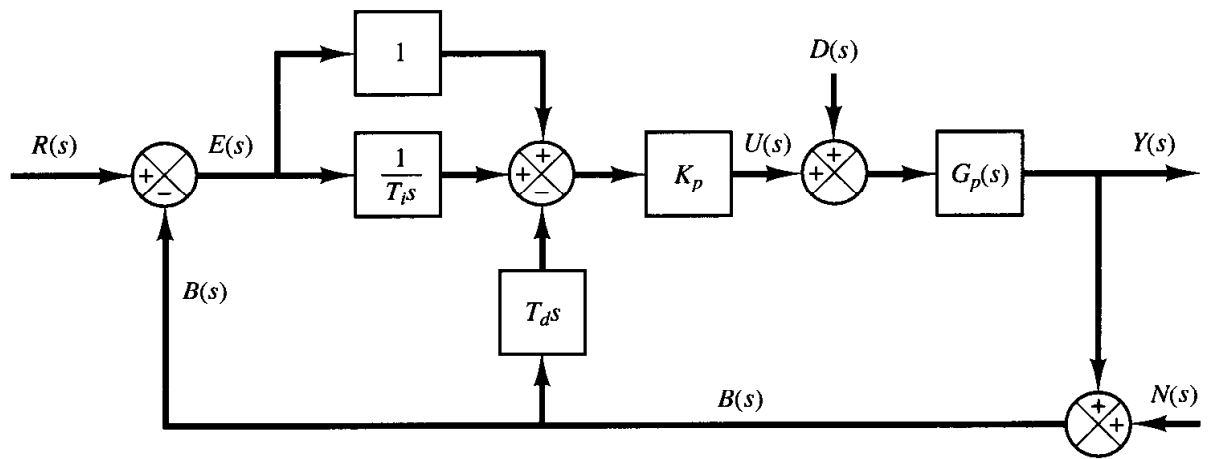 1
D(s)
R(s)
E(s)
+
−
1
T_i s
+
+
−
K_p
U(s)
+
+
G_p(s)
Y(s)
B(s)
T_d s
B(s)
+
+
N(s)